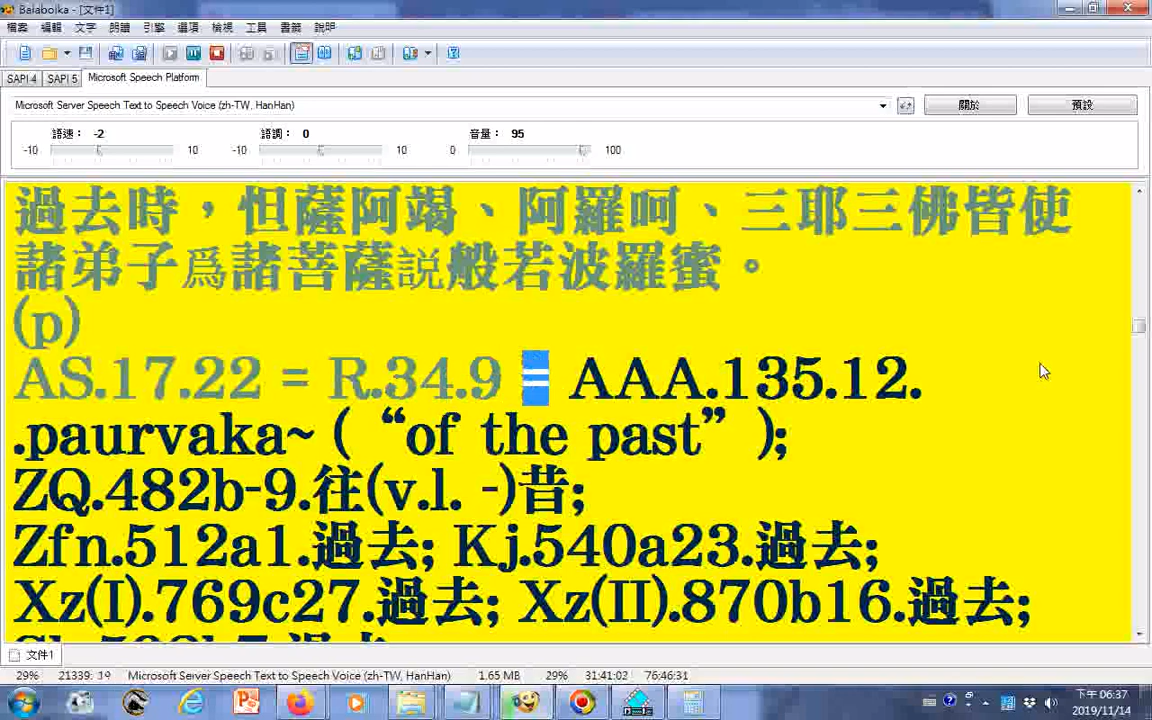 Balabolka - [文件1]
檔案 編輯 文字 朗讀 引擎 選項 檢視 工具 書籤 說明
SAPI 4 SAPI 5 Microsoft Speech Platform
Microsoft Server Speech Text to Speech Voice (zh-TW, HanHan) 關於 預設
語速： -2 語調： 0 音量： 95
-10 10 -10 10 0 100
過去時，怛薩阿竭、阿羅呵、三耶三佛皆使
諸弟子爲諸菩薩説般若波羅蜜。
(p)
AS.17.22 = R.34.9 = AAA.135.12.
.paurvaka~ ( “of the past” );
ZQ.482b-9.往(v.l. -)昔;
Zfn.512a1.過去; Kj.540a23.過去;
Xz(I).769c27.過去; Xz(II).870b16.過去;
文件1
29% 21339: 19 Microsoft Server Speech Text to Speech Voice (zh-TW, HanHan) 1.65 MB 29% 31:41:02 76:46:31
下午 06:37
2019/11/14